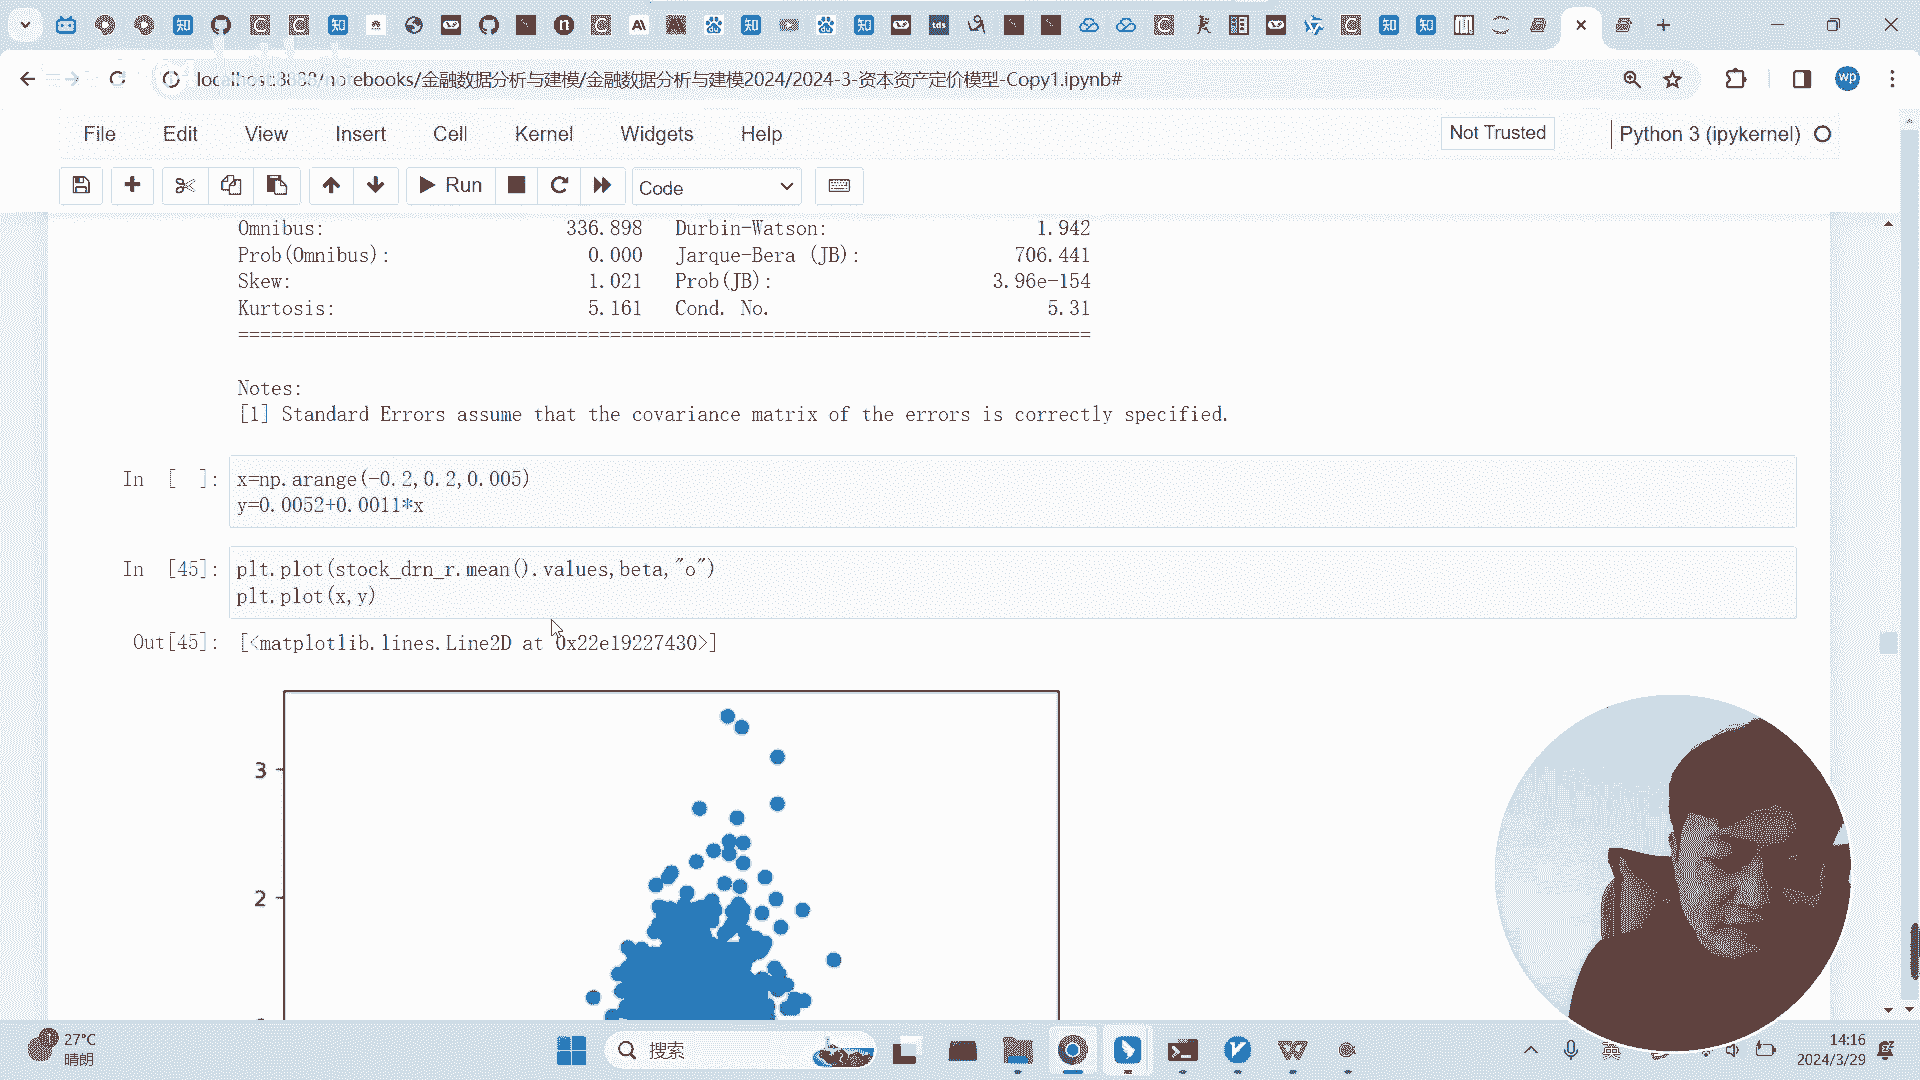 localhost:8888/notebooks/金融数据分析与建模/金融数据分析与建模2024/2024-3-资本资产定价模型-Copy1.ipynb#
File Edit View Insert Cell Kernel Widgets Help Not Trusted Python 3 (ipykernel)
Run Code
Omnibus: 336.898 Durbin-Watson: 1.942
Prob(Omnibus): 0.000 Jarque-Bera (JB): 706.441
Skew: 1.021 Prob(JB): 3.96e-154
Kurtosis: 5.161 Cond. No. 5.31
==============================================================================
Notes:
[1] Standard Errors assume that the covariance matrix of the errors is correctly specified.
In [ ]: x=np.arange(-0.2,0.2,0.005)
y=0.0052+0.0011*x
In [45]: plt.plot(stock_drn_r.mean().values,beta,"o")
plt.plot(x,y)
Out[45]: [<matplotlib.lines.Line2D at 0x22e19227430>]
3
2
27°C
晴朗
搜索
英
14:16
2024/3/29